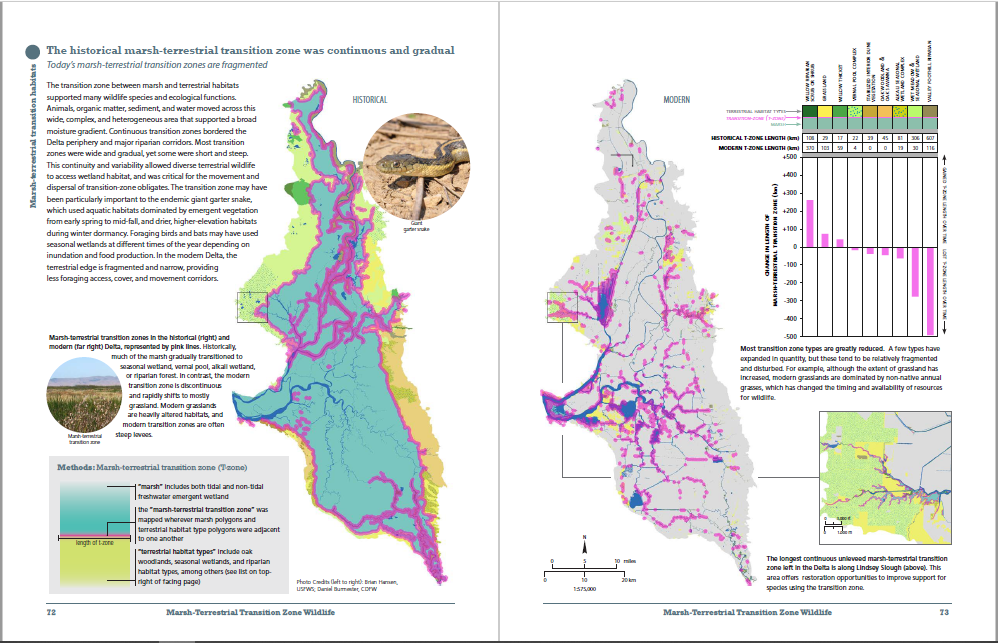 Marsh-terrestrial transition habitats
The historical marsh-terrestrial transition zone was continuous and gradual
Today's marsh-terrestrial transition zones are fragmented
The transition zone between marsh and terrestrial habitats
supported many wildlife species and ecological functions.
Animals, organic matter, sediment, and water moved across this
wide, complex, and heterogeneous area that supported a broad
moisture gradient. Continuous transition zones bordered the
Delta periphery and major riparian corridors. Most transition
zones were wide and gradual, yet some were short and steep.
This continuity and variability allowed diverse terrestrial wildlife
to access wetland habitat, and was critical for the movement and
dispersal of transition-zone obligates. The transition zone may have
been particularly important to the endemic giant garter snake,
which used aquatic habitats dominated by emergent vegetation
from early spring to mid-fall, and drier, higher-elevation habitats
during winter dormancy. Foraging birds and bats may have used
seasonal wetlands at different times of the year depending on
inundation and food production. In the modern Delta, the
terrestrial edge is fragmented and narrow, providing
less foraging access, cover, and movement corridors.
HISTORICAL
Giant
garter snake
Marsh-terrestrial transition zones in the historical (right) and
modern (far right) Delta, represented by pink lines. Historically,
much of the marsh gradually transitioned to
seasonal wetland, vernal pool, alkali wetland,
or riparian forest. In contrast, the modern
transition zone is discontinuous
and rapidly shifts to mostly
grassland. Modern grasslands
are heavily altered habitats, and
modern transition zones are often
steep levees.
Marsh-terrestrial
transition zone
Methods: Marsh-terrestrial transition zone (T-zone)
"marsh" includes both tidal and non-tidal
freshwater emergent wetland
the "marsh-terrestrial transition zone" was
mapped wherever marsh polygons and
terrestrial habitat type polygons were adjacent
to one another
length of t-zone
"terrestrial habitat types" include oak
woodlands, seasonal wetlands, and riparian
habitat types, among others (see list on top-
right of facing page)
Photo Credits (left to right): Brian Hansen,
USFWS; Daniel Burmester, CDFW
72
Marsh-Terrestrial Transition Zone Wildlife
MODERN
WILLOW RIPARIAN
SCRUB OR SHRUB
GRASSLAND
WILLOW THICKET
VERNAL POOL COMPLEX
STABILIZED INTERIOR DUNE
VEGETATION
OAK WOODLAND &
OAK SAVANNA
ALKALI SEASONAL
WETLAND COMPLEX
WET MEADOW &
SEASONAL WETLAND
VALLEY FOOTHILL RIPARIAN
TERRESTRIAL HABITAT TYPES
TRANSITION-ZONE (T-ZONE)
MARSH
HISTORICAL T-ZONE LENGTH (km) 108 29 17 22 39 45 81 306 607
MODERN T-ZONE LENGTH (km) 370 103 59 4 0 0 19 30 116
CHANGE IN LENGTH OF
MARSH-TERRESTRIAL TRANSITION ZONE (km)
+500
+400
+300
+200
+100
0
-100
-200
-300
-400
-500
GAINED T-ZONE LENGTH OVER TIME
LOST T-ZONE LENGTH OVER TIME
Most transition zone types are greatly reduced. A few types have
expanded in quantity, but these tend to be relatively fragmented
and disturbed. For example, although the extent of grassland has
increased, modern grasslands are dominated by non-native annual
grasses, which has changed the timing and availability of resources
for wildlife.
N
0 5 10 miles
0 10 20 km
1:575,000
The longest continuous unleveed marsh-terrestrial transition
zone left in the Delta is along Lindsey Slough (above). This
area offers restoration opportunities to improve support for
species using the transition zone.
Marsh-Terrestrial Transition Zone Wildlife
73